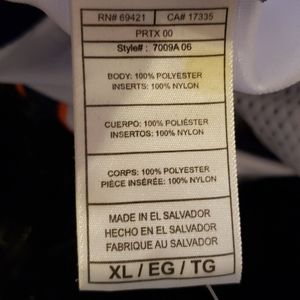 RN# 69421 CA# 17335
PRTX 00
Style# : 7009A 06
BODY: 100% POLYESTER
INSERTS: 100% NYLON
CUERPO: 100% POLIÉSTER
INSERTOS: 100% NYLON
CORPS: 100% POLYESTER
PIÈCE INSÉRÉE: 100% NYLON
MADE IN EL SALVADOR
HECHO EN EL SALVADOR
FABRIQUE AU SALVADOR
XL / EG / TG